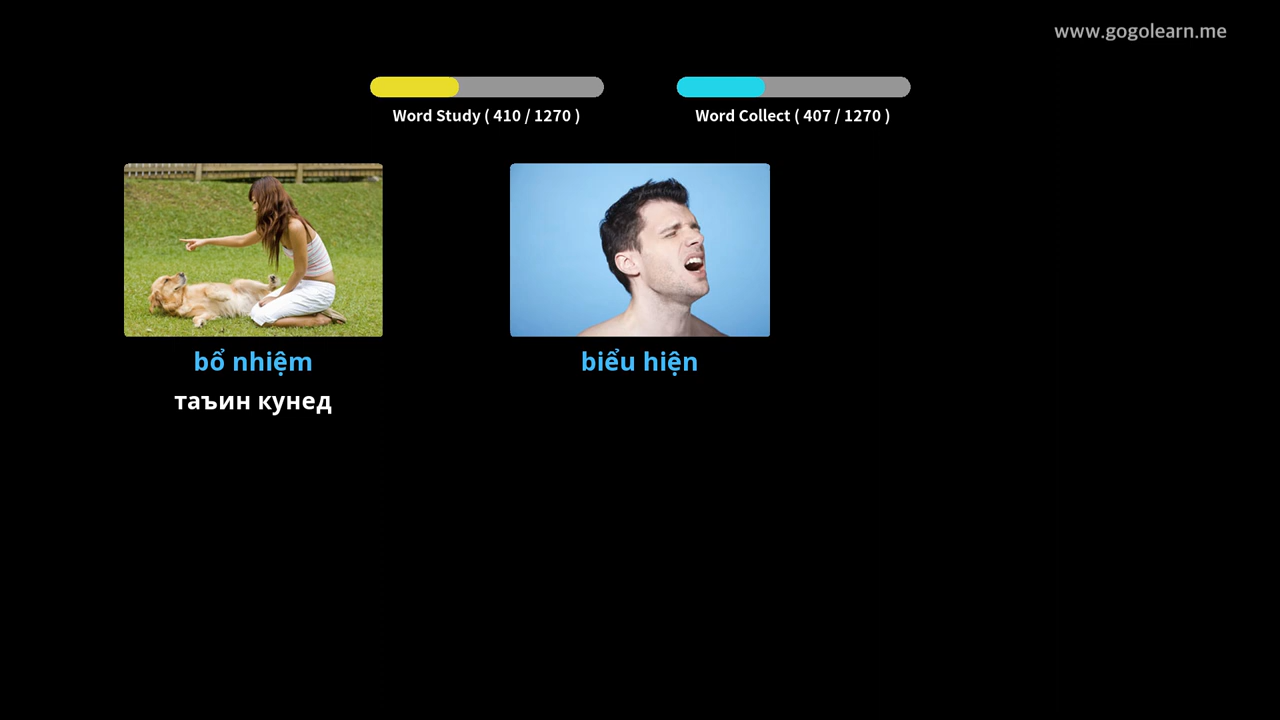 www.gogolearn.me
Word Study ( 410 / 1270 )
Word Collect ( 407 / 1270 )
bổ nhiệm
таъин кунед
biểu hiện